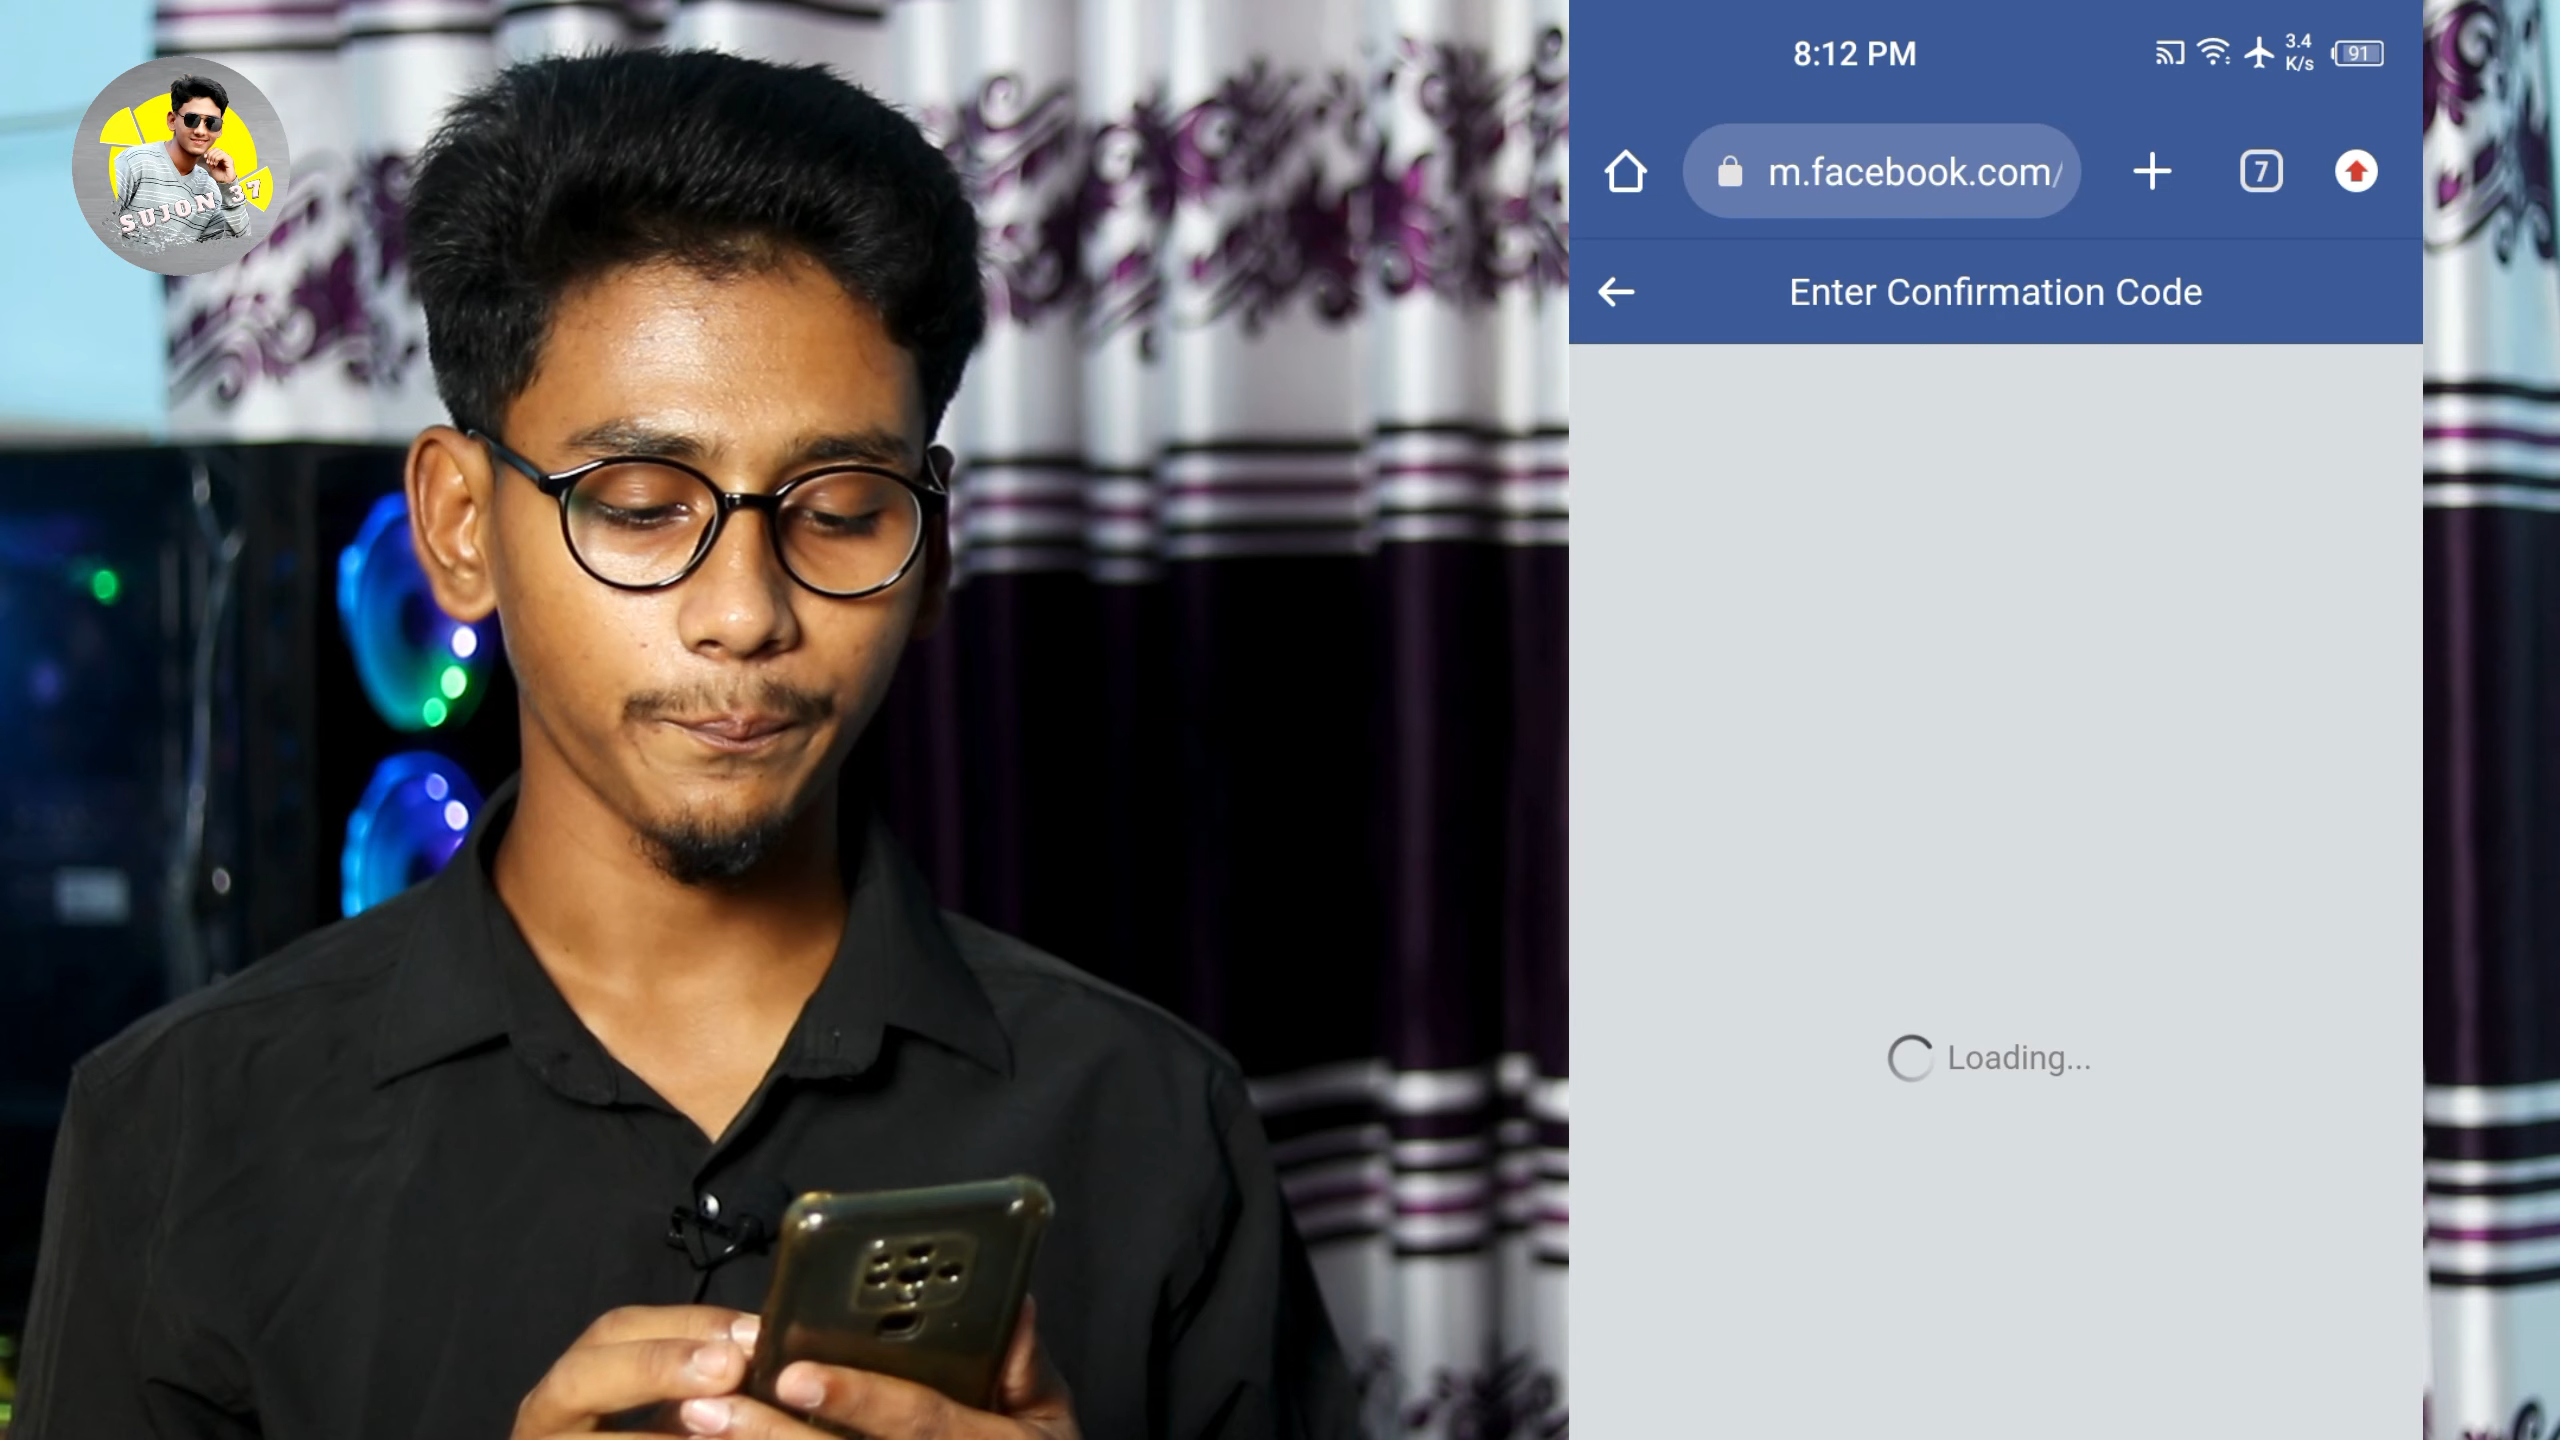 SUJON 37
8:12 PM
3.4
K/s
91
m.facebook.com/
7
Enter Confirmation Code
Loading...